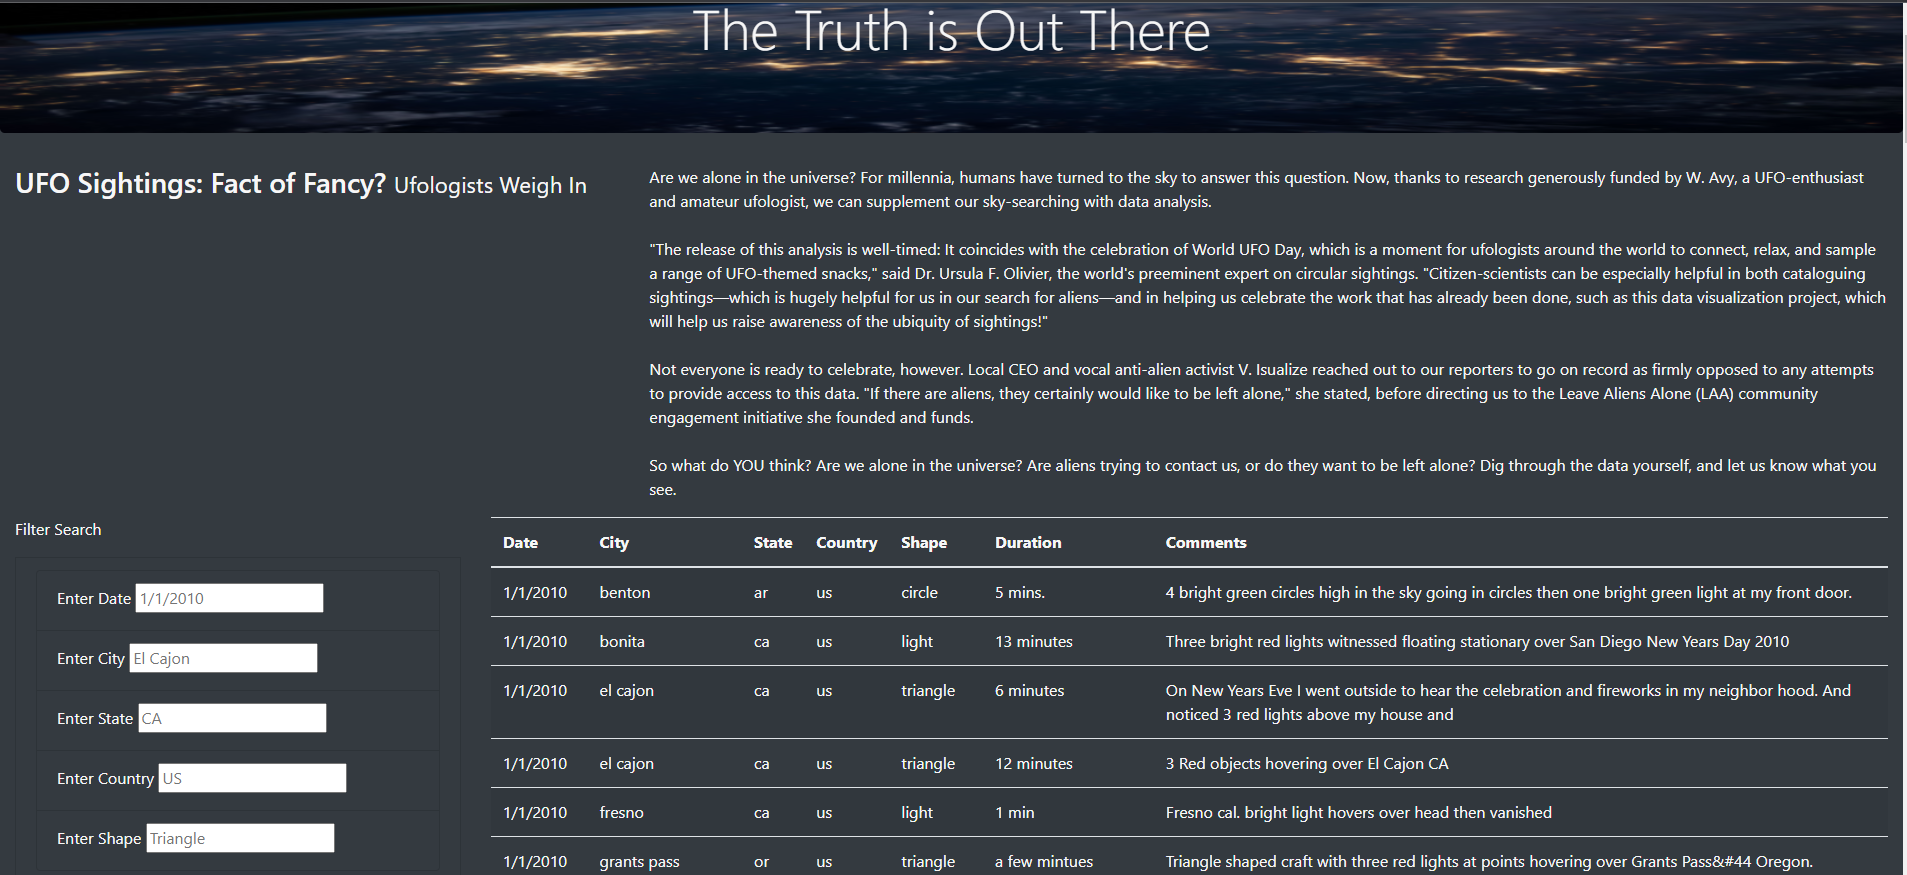 The Truth is Out There
UFO Sightings: Fact of Fancy? Ufologists Weigh In
Are we alone in the universe? For millennia, humans have turned to the sky to answer this question. Now, thanks to research generously funded by W. Avy, a UFO-enthusiast
and amateur ufologist, we can supplement our sky-searching with data analysis.
"The release of this analysis is well-timed: It coincides with the celebration of World UFO Day, which is a moment for ufologists around the world to connect, relax, and sample
a range of UFO-themed snacks," said Dr. Ursula F. Olivier, the world's preeminent expert on circular sightings. "Citizen-scientists can be especially helpful in both cataloguing
sightings—which is hugely helpful for us in our search for aliens—and in helping us celebrate the work that has already been done, such as this data visualization project, which
will help us raise awareness of the ubiquity of sightings!"
Not everyone is ready to celebrate, however. Local CEO and vocal anti-alien activist V. Isualize reached out to our reporters to go on record as firmly opposed to any attempts
to provide access to this data. "If there are aliens, they certainly would like to be left alone," she stated, before directing us to the Leave Aliens Alone (LAA) community
engagement initiative she founded and funds.
So what do YOU think? Are we alone in the universe? Are aliens trying to contact us, or do they want to be left alone? Dig through the data yourself, and let us know what you
see.
Filter Search
Enter Date 1/1/2010
Enter City El Cajon
Enter State CA
Enter Country US
Enter Shape Triangle
Date City State Country Shape Duration Comments
1/1/2010 benton ar us circle 5 mins. 4 bright green circles high in the sky going in circles then one bright green light at my front door.
1/1/2010 bonita ca us light 13 minutes Three bright red lights witnessed floating stationary over San Diego New Years Day 2010
1/1/2010 el cajon ca us triangle 6 minutes On New Years Eve I went outside to hear the celebration and fireworks in my neighbor hood. And
noticed 3 red lights above my house and
1/1/2010 el cajon ca us triangle 12 minutes 3 Red objects hovering over El Cajon CA
1/1/2010 fresno ca us light 1 min Fresno cal. bright light hovers over head then vanished
1/1/2010 grants pass or us triangle a few mintues Triangle shaped craft with three red lights at points hovering over Grants Pass&#44 Oregon.